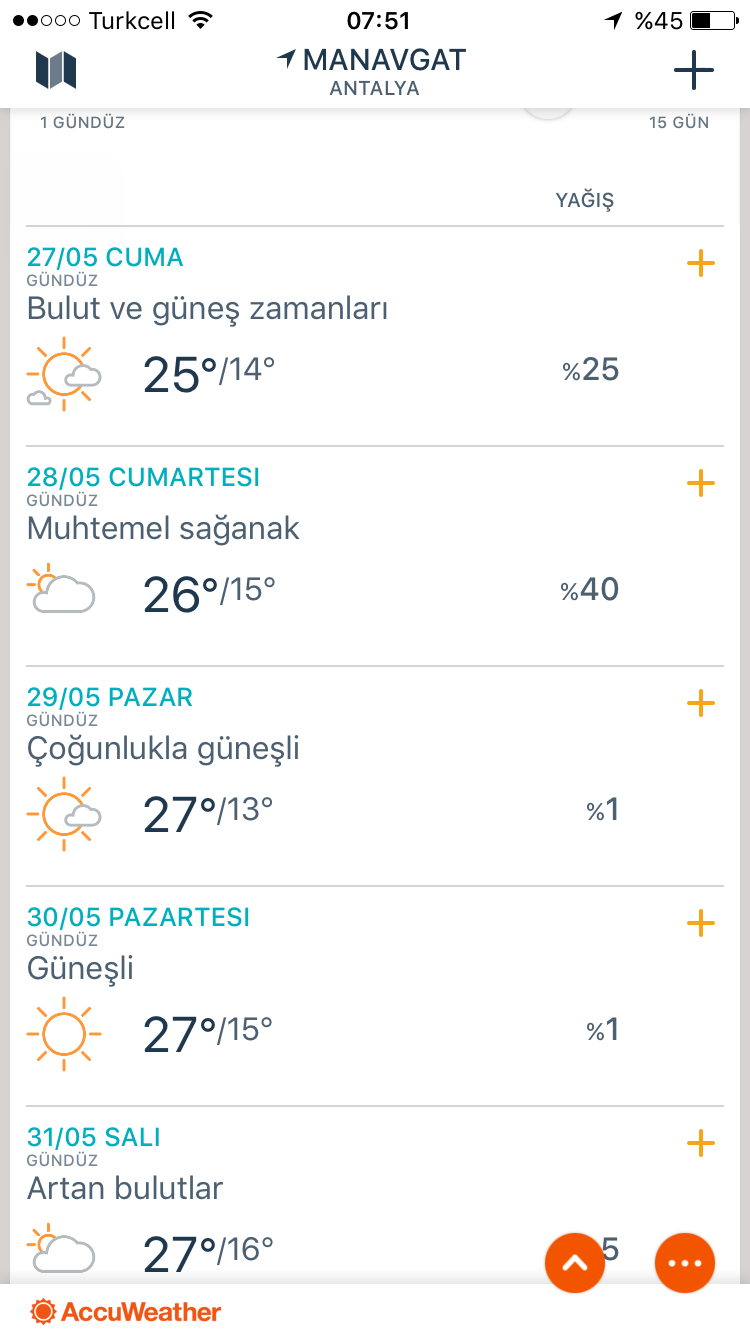 Turkcell 07:51 %45
MANAVGAT
ANTALYA
1 GÜNDÜZ 15 GÜN
YAĞIŞ
27/05 CUMA
GÜNDÜZ
Bulut ve güneş zamanları
25°/14° %25
28/05 CUMARTESI
GÜNDÜZ
Muhtemel sağanak
26°/15° %40
29/05 PAZAR
GÜNDÜZ
Çoğunlukla güneşli
27°/13° %1
30/05 PAZARTESI
GÜNDÜZ
Güneşli
27°/15° %1
31/05 SALI
GÜNDÜZ
Artan bulutlar
27°/16°
AccuWeather